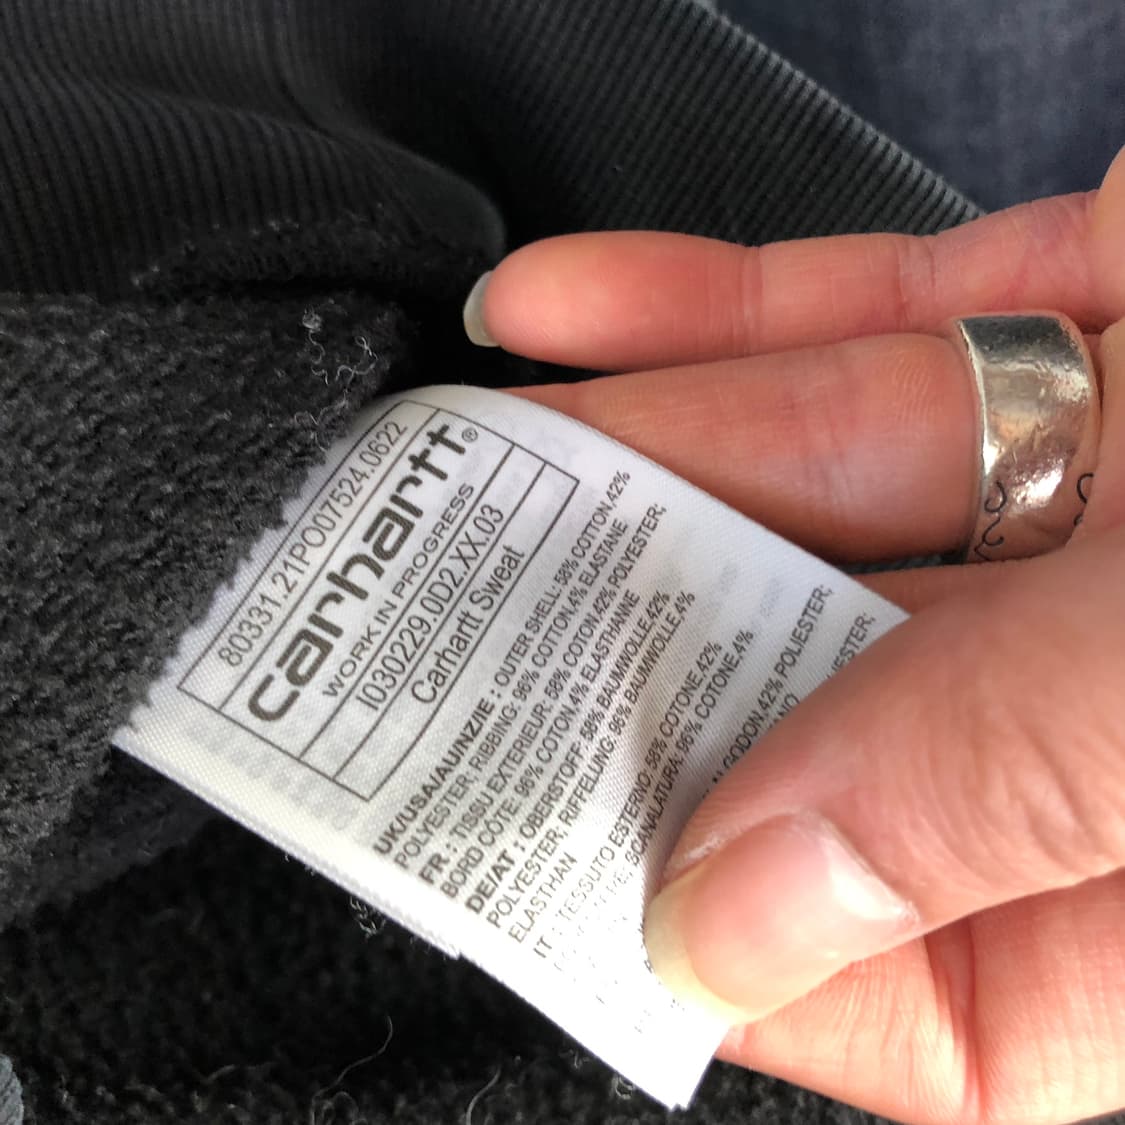 80331.21PO07524.0622
carhartt®
WORK IN PROGRESS
I030229.0D2.XX.03
Carhartt Sweat
UK/USA/AU/NZ/IE : OUTER SHELL: 58% COTTON.42%
POLYESTER; RIBBING: 96% COTTON.4% ELASTANE
FR : TISSU EXTERIEUR: 58% COTON.42% POLYESTER;
BORD COTE: 96% COTON.4% ELASTHANNE
DE/AT : OBERSTOFF: 58% BAUMWOLLE.42%
POLYESTER; RIFFELUNG: 96% BAUMWOLLE.4%
ELASTHAN
IT : TESSUTO ESTERNO: 58% COTONE.42%
SCANALATURA: 96% COTONE.4%
42% POLIESTER;